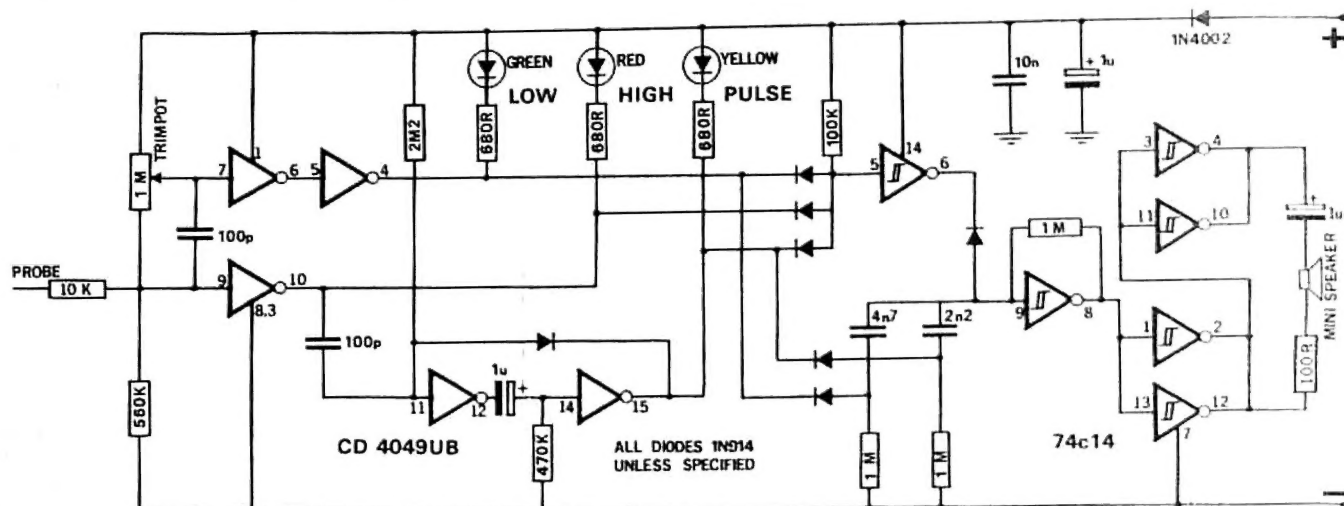 1N4002
+
GREEN
LOW
RED
HIGH
YELLOW
PULSE
10n
+
1u
TRIMPOT
1 M
2M2
680R
680R
680R
100K
14
7
1
6
5
4
5
6
3
4
100p
11
10
+
1u
1 M
PROBE
10 K
9
10
8.3
4n7
2n2
9
8
MINI SPEAKER
100p
1
2
100R
1u
+
560K
11
12
14
15
13
12
7
CD 4049UB
470K
ALL DIODES 1N914
UNLESS SPECIFIED
1 M
1 M
74c14
−